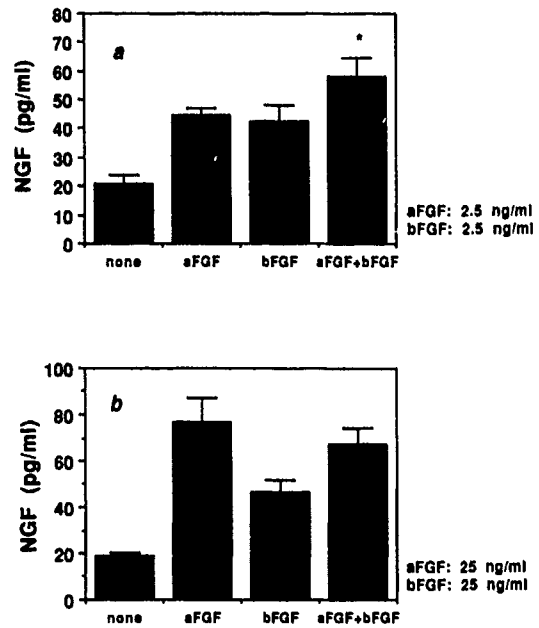 80
70
60
50
40
30
20
10
0
NGF (pg/ml)
a
*
none aFGF bFGF aFGF+bFGF
aFGF: 2.5 ng/ml
bFGF: 2.5 ng/ml
100
80
60
40
20
0
NGF (pg/ml)
b
none aFGF bFGF aFGF+bFGF
aFGF: 25 ng/ml
bFGF: 25 ng/ml